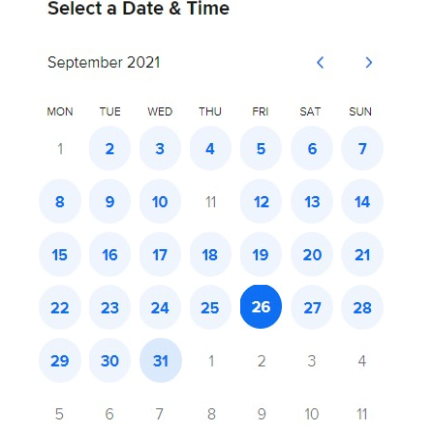 Select a Date & Time
September 2021
MON TUE WED THU FRI SAT SUN
1 2 3 4 5 6 7
8 9 10 11 12 13 14
15 16 17 18 19 20 21
22 23 24 25 26 27 28
29 30 31 1 2 3 4
5 6 7 8 9 10 11